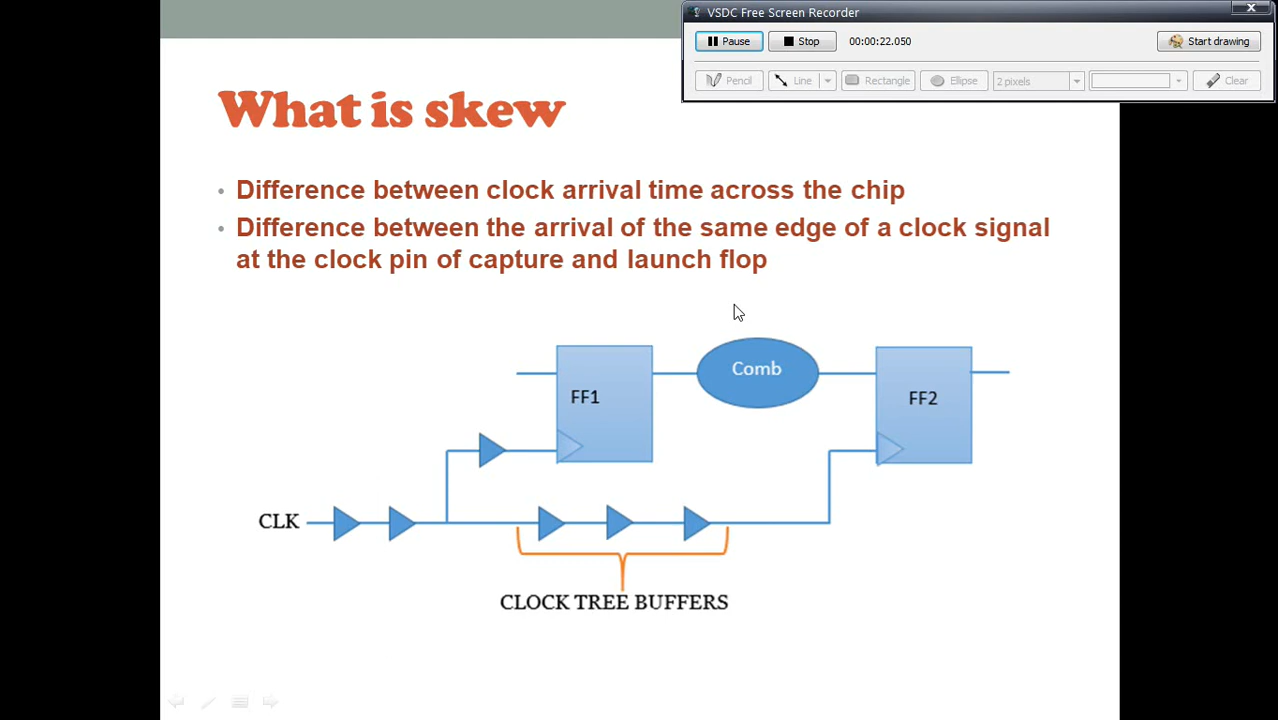 VSDC Free Screen Recorder
Pause Stop 00:00:22.050 Start drawing
Pencil Line Rectangle Ellipse 2 pixels Clear
What is skew
• Difference between clock arrival time across the chip
• Difference between the arrival of the same edge of a clock signal
at the clock pin of capture and launch flop
Comb
FF1
FF2
CLK
CLOCK TREE BUFFERS